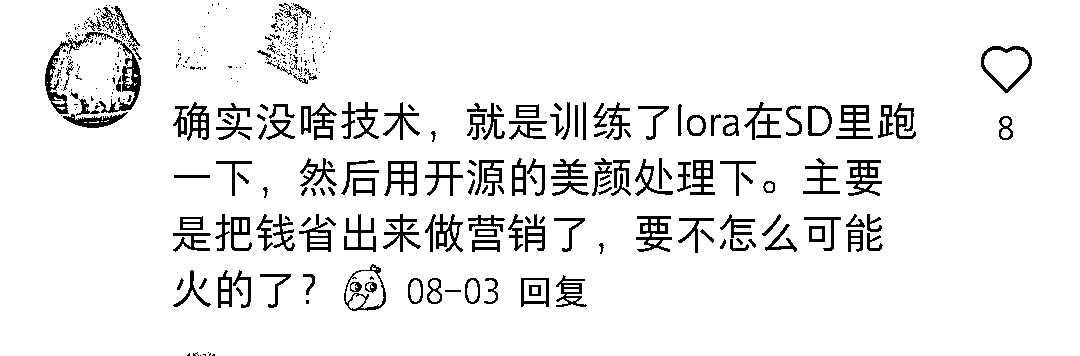 确实没啥技术，就是训练了lora在SD里跑
一下，然后用开源的美颜处理下。主要
是把钱省出来做营销了，要不怎么可能
火的了？ 08-03 回复
8